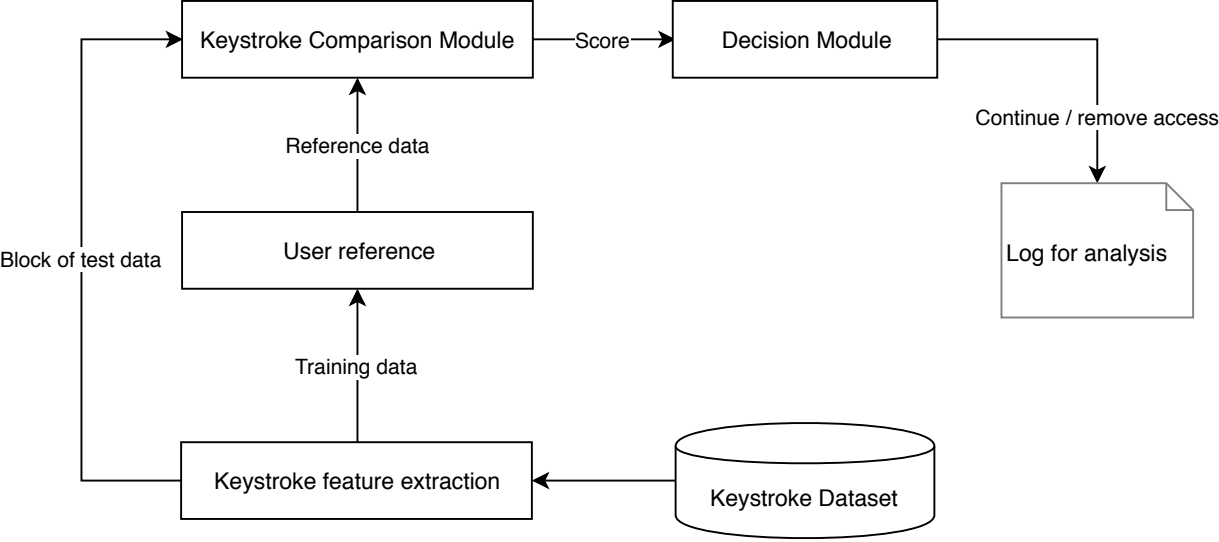 Keystroke Comparison Module
Score
Decision Module
Continue / remove access
Reference data
User reference
Log for analysis
Block of test data
Training data
Keystroke feature extraction
Keystroke Dataset